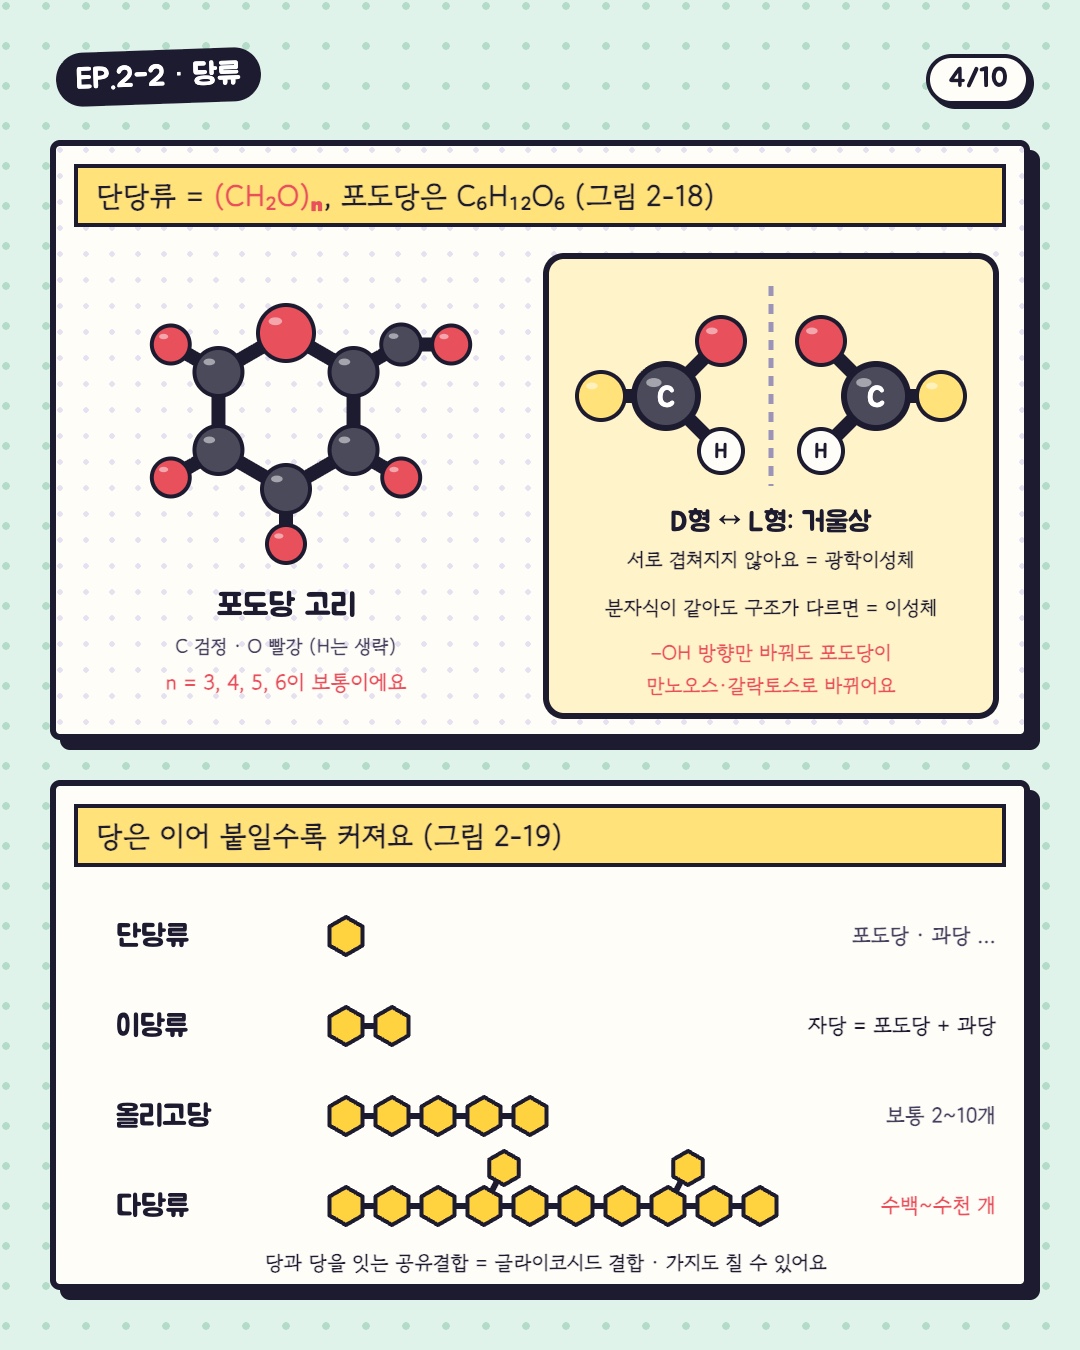 EP.2-2 · 당류
4/10
단당류 = (CH₂O)ₙ, 포도당은 C₆H₁₂O₆ (그림 2-18)
C
C
H
H
포도당 고리
C 검정 · O 빨강 (H는 생략)
n = 3, 4, 5, 6이 보통이에요
D형 ↔ L형: 거울상
서로 겹쳐지지 않아요 = 광학이성체
분자식이 같아도 구조가 다르면 = 이성체
–OH 방향만 바꿔도 포도당이
만노오스·갈락토스로 바뀌어요
당은 이어 붙일수록 커져요 (그림 2-19)
단당류
포도당 · 과당 ...
이당류
자당 = 포도당 + 과당
올리고당
보통 2~10개
다당류
수백~수천 개
당과 당을 잇는 공유결합 = 글라이코시드 결합 · 가지도 칠 수 있어요